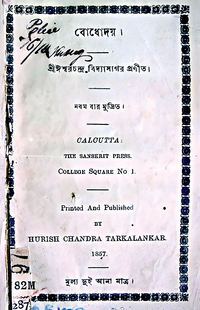 বোধোদয়।
শ্রীঈশ্বরচন্দ্র বিদ্যাসাগর প্রণীত।
নবম বার মুদ্রিত।
CALCUTTA:
THE SANSKRIT PRESS.
COLLEGE SQUARE No 1.
Printed And Published
BY
HURISH CHANDRA TARKALANKAR.
1857.
মূল্য দুই আনা মাত্র।
82M
287